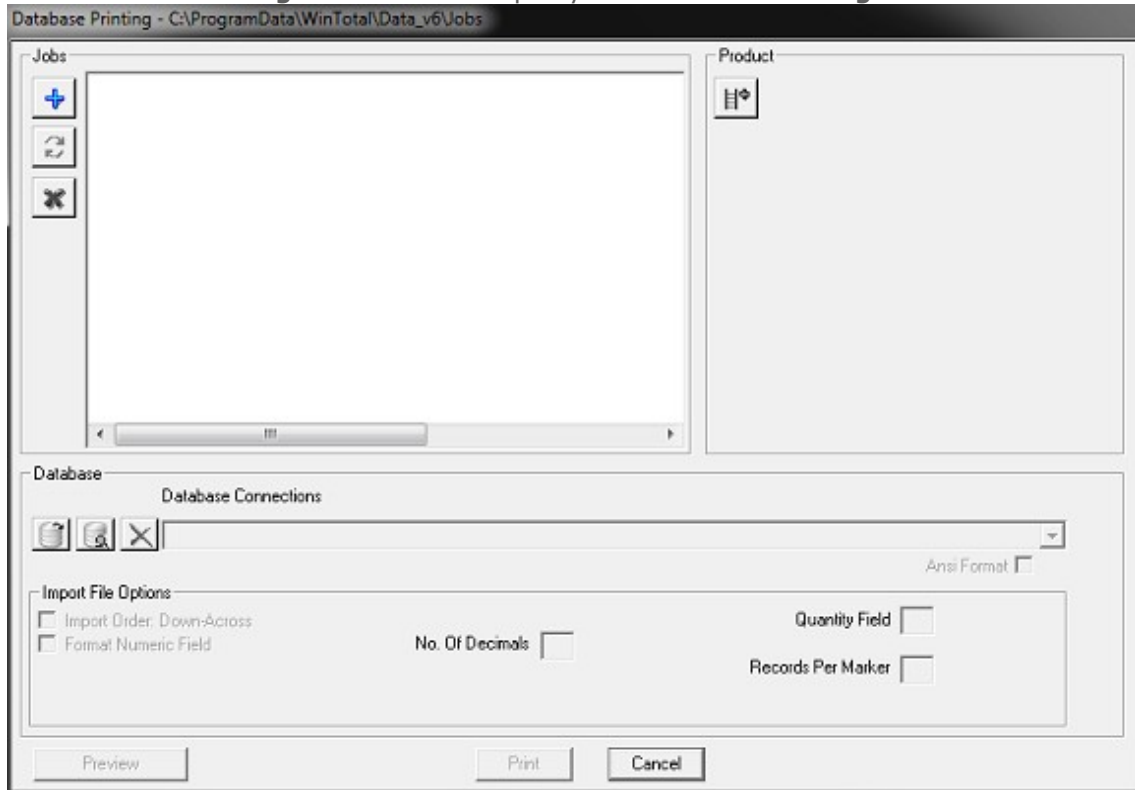 Database Printing - C:\ProgramData\WinTotal\Data_v6\Jobs
Jobs
Product
Database
Database Connections
Ansi Format
Import File Options
Import Order: Down-Across
Format Numeric Field
No. Of Decimals
Quantity Field
Records Per Marker
Preview
Print
Cancel